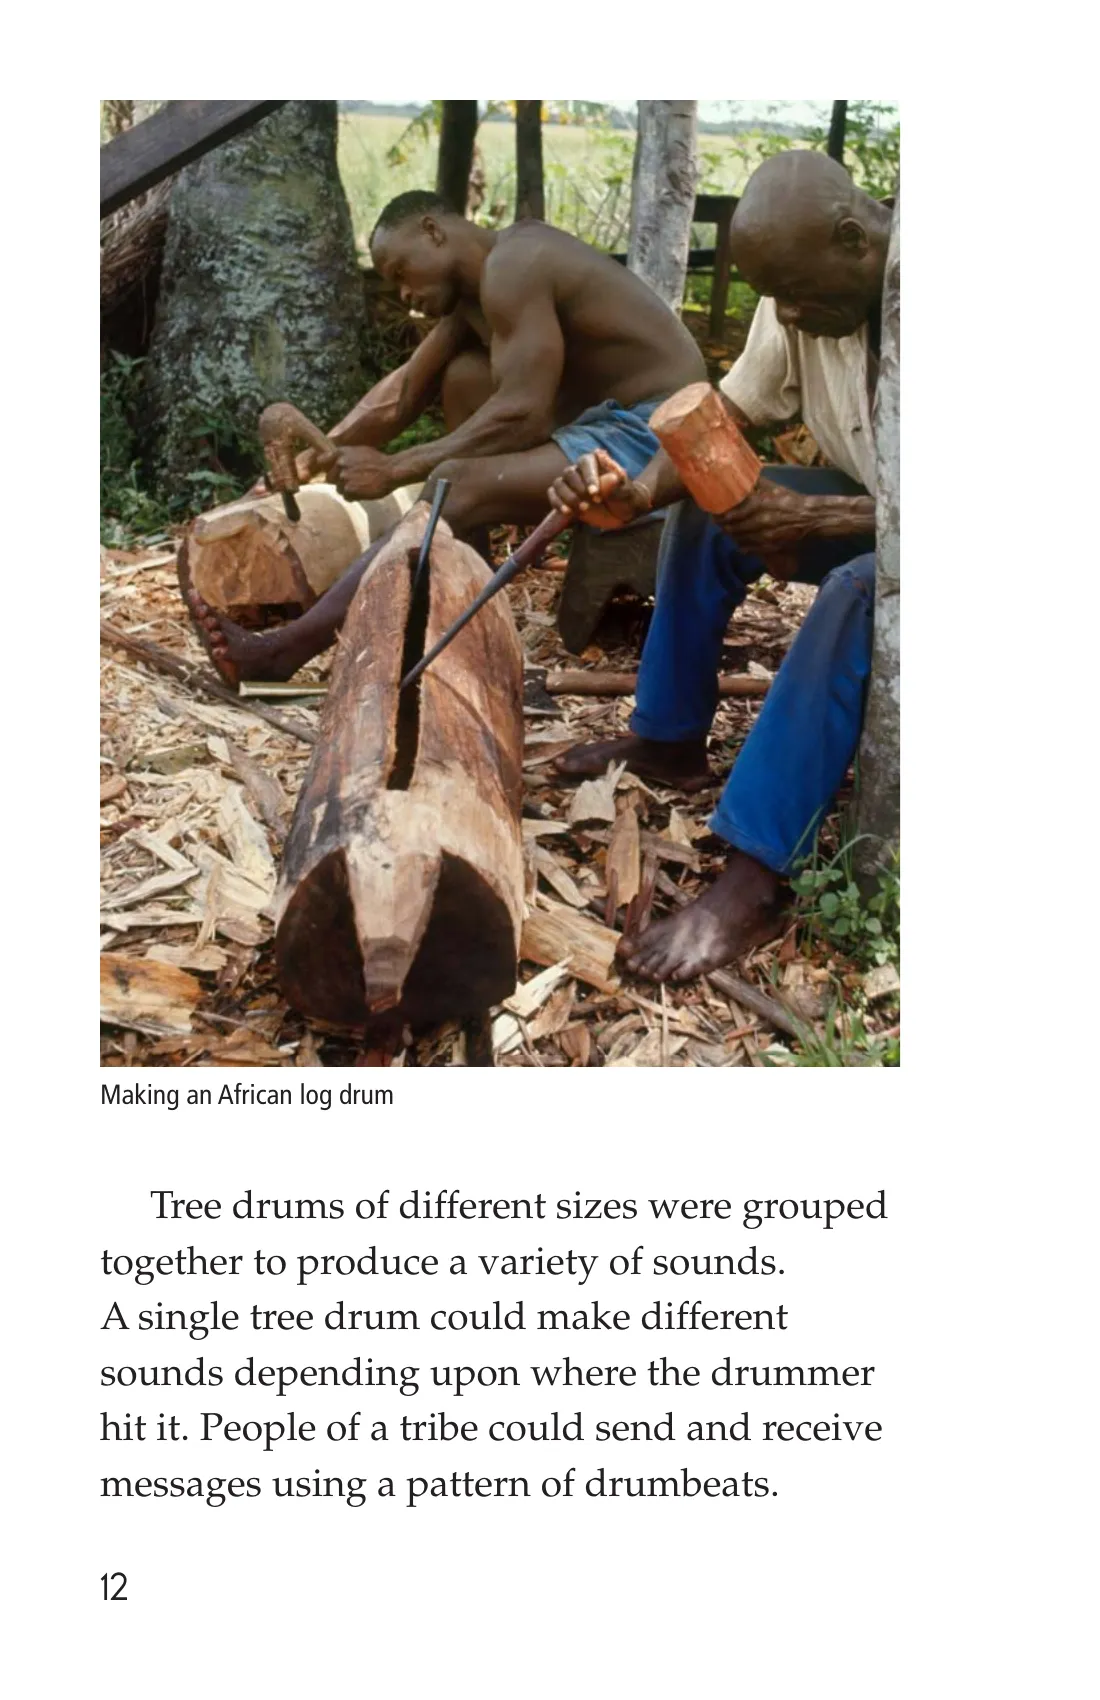 Making an African log drum
Tree drums of different sizes were grouped
together to produce a variety of sounds.
A single tree drum could make different
sounds depending upon where the drummer
hit it. People of a tribe could send and receive
messages using a pattern of drumbeats.
12